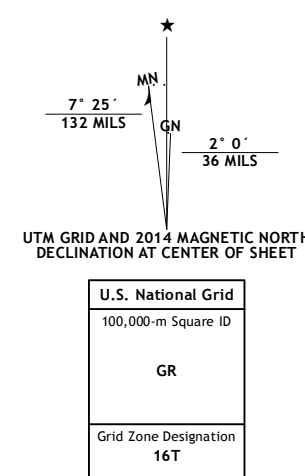 ★
MN
GN
7° 25´
132 MILS
2° 0´
36 MILS
UTM GRID AND 2014 MAGNETIC NORTH
DECLINATION AT CENTER OF SHEET
U.S. National Grid
100,000-m Square ID
GR
Grid Zone Designation
16T